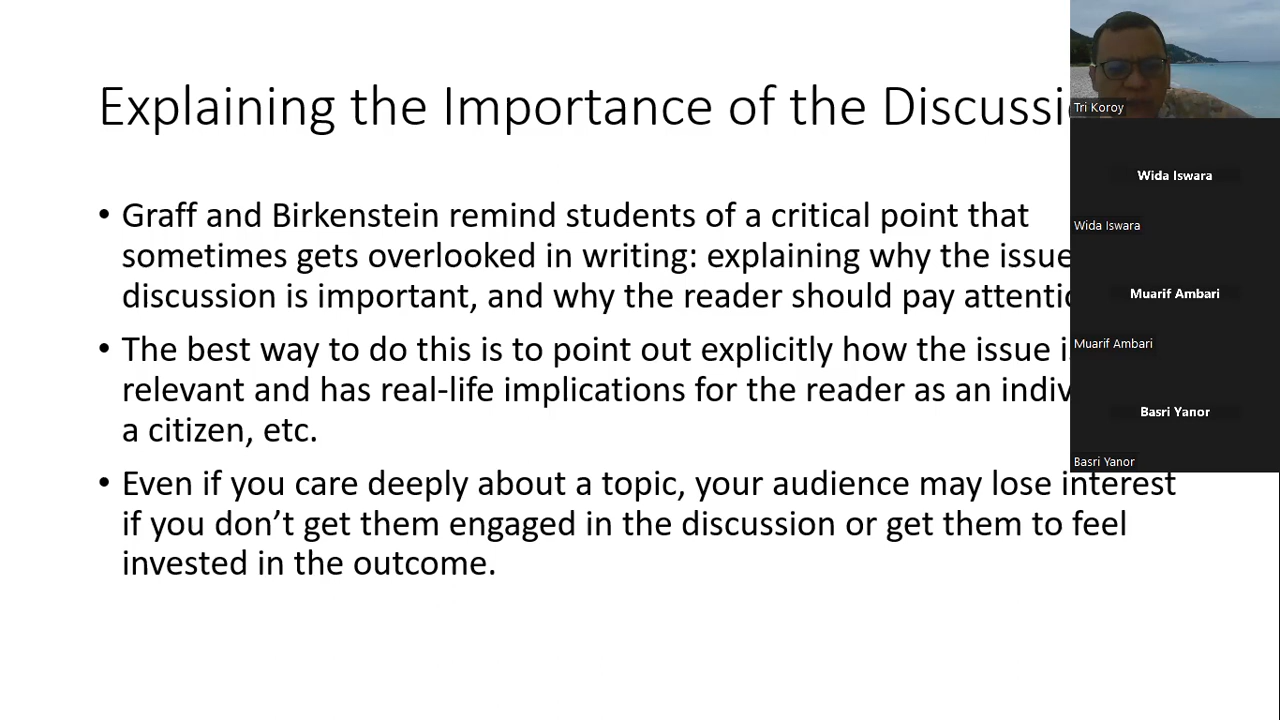 Explaining the Importance of the
• Graff and Birkenstein remind students of a critical point that
sometimes gets overlooked in writing: explaining why the issue
discussion is important, and why the reader should pay
• The best way to do this is to point out explicitly how the issue
relevant and has real-life implications for the reader as an
a citizen, etc.
• Even if you care deeply about a topic, your audience may lose interest
if you don’t get them engaged in the discussion or get them to feel
invested in the outcome.
Tri Koroy
Wida Iswara
Wida Iswara
Muarif Ambari
Muarif Ambari
Basri Yanor
Basri Yanor